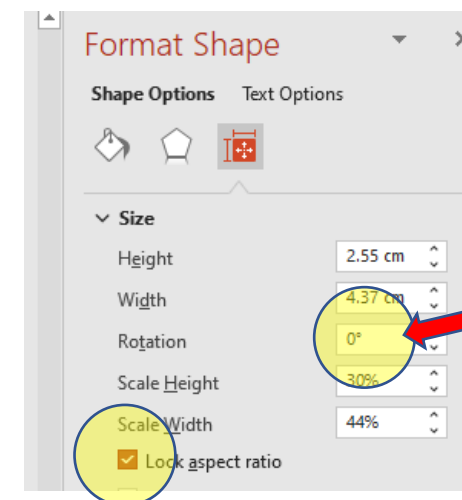 Format Shape
Shape Options Text Options
Size
Height 2.55 cm
Width 4.37 cm
Rotation 0°
Scale Height 30%
Scale Width 44%
Lock aspect ratio